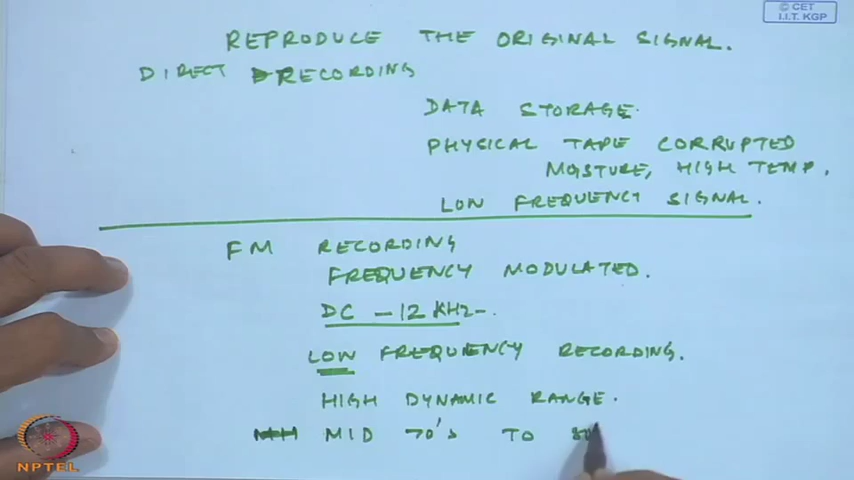 © CET
I.I.T. KGP
REPRODUCE THE ORIGINAL SIGNAL.
DIRECT RECORDING
DATA STORAGE.
PHYSICAL TAPE CORRUPTED
MOISTURE, HIGH TEMP.
LOW FREQUENCY SIGNAL.
FM RECORDING
FREQUENCY MODULATED.
DC - 12 KHZ-.
LOW FREQUENCY RECORDING.
HIGH DYNAMIC RANGE.
MID 70's TO
NPTEL